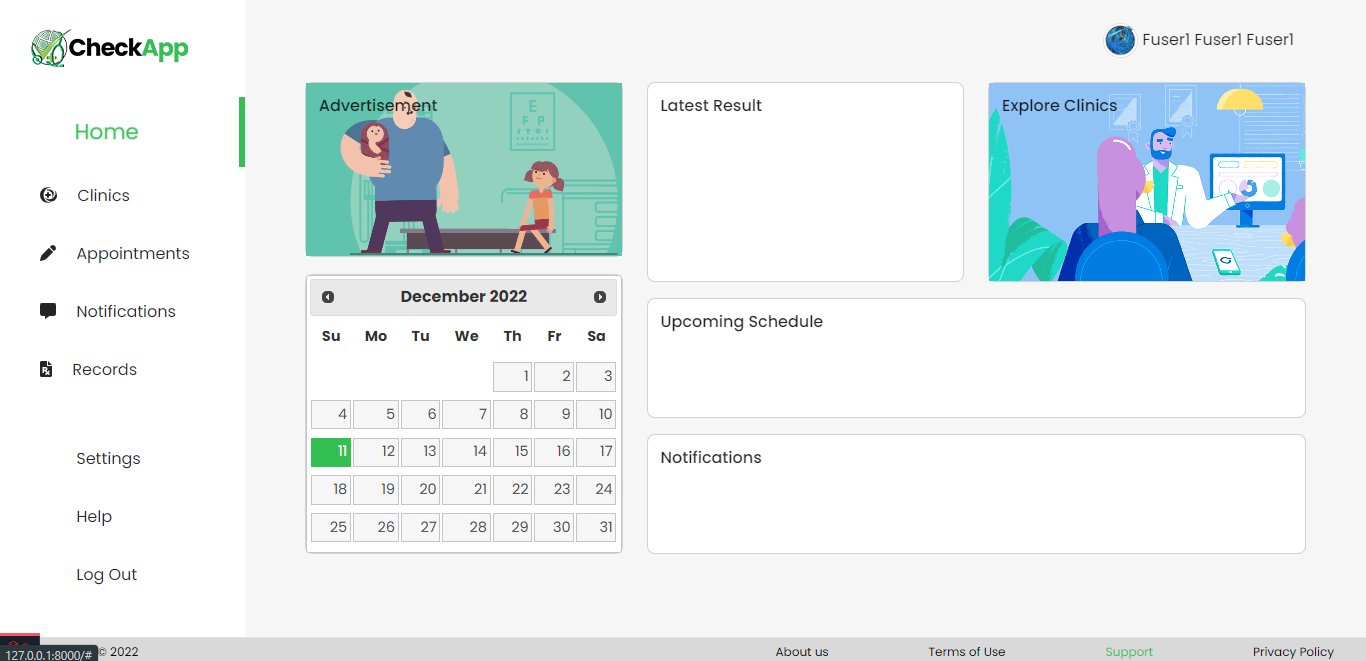 CheckApp
Fuser1 Fuser1 Fuser1
Home
Clinics
Appointments
Notifications
Records
Settings
Help
Log Out
Advertisement
E
F P
Latest Result
Explore Clinics
December 2022
Su Mo Tu We Th Fr Sa
1 2 3
4 5 6 7 8 9 10
11 12 13 14 15 16 17
18 19 20 21 22 23 24
25 26 27 28 29 30 31
Upcoming Schedule
Notifications
127.0.0.1:8000/#
© 2022
About us
Terms of Use
Support
Privacy Policy